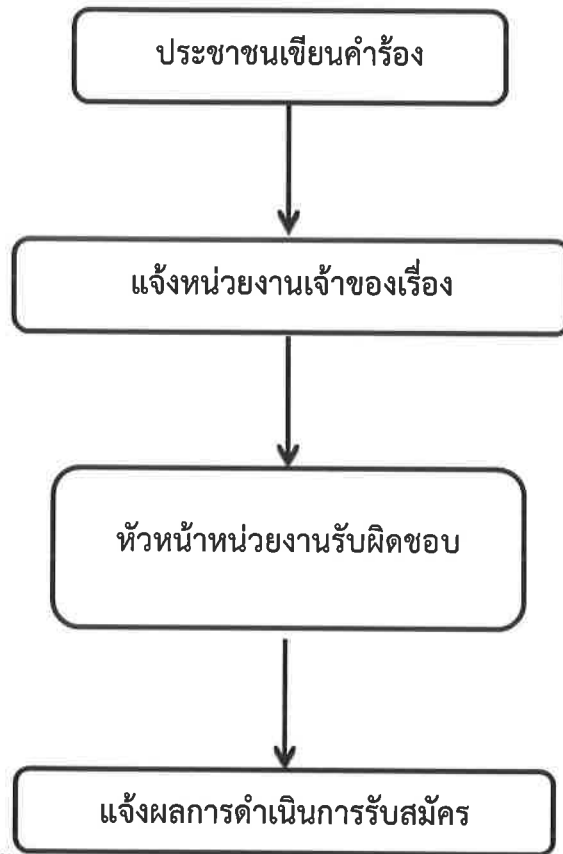 ประชาชนเขียนคำร้อง
แจ้งหน่วยงานเจ้าของเรื่อง
หัวหน้าหน่วยงานรับผิดชอบ
แจ้งผลการดำเนินการรับสมัคร